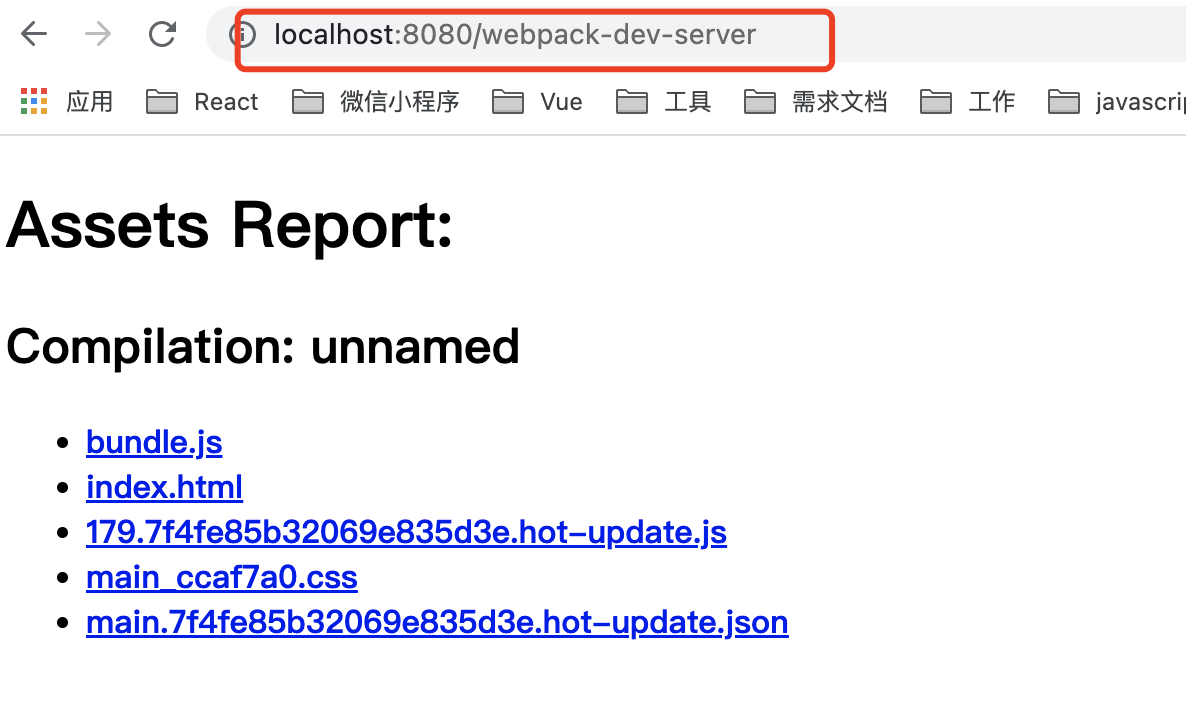 localhost:8080/webpack-dev-server
应用 React 微信小程序 Vue 工具 需求文档 工作 javascrip
Assets Report:
Compilation: unnamed
bundle.js
index.html
179.7f4fe85b32069e835d3e.hot-update.js
main_ccaf7a0.css
main.7f4fe85b32069e835d3e.hot-update.json